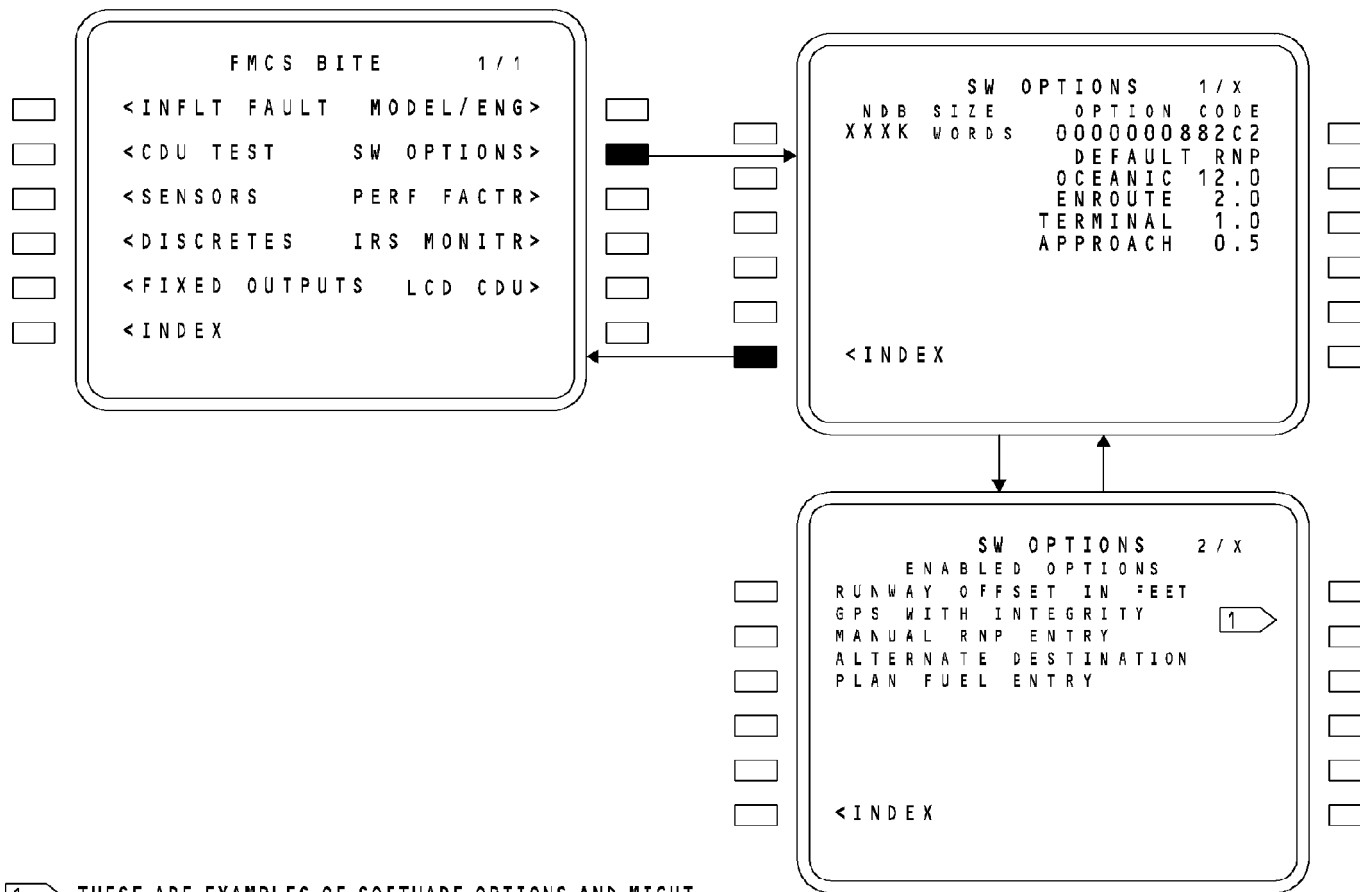 FMCS BITE 1/1
<INFLT FAULT MODEL/ENG>
<CDU TEST SW OPTIONS>
<SENSORS PERF FACTR>
<DISCRETES IRS MONITR>
<FIXED OUTPUTS LCD CDU>
<INDEX
SW OPTIONS 1/X
NDB SIZE OPTION CODE
XXXK WORDS 0000000882C2
DEFAULT RNP
OCEANIC 12.0
ENROUTE 2.0
TERMINAL 1.0
APPROACH 0.5
<INDEX
SW OPTIONS 2/X
ENABLED OPTIONS
RUNWAY OFFSET IN FEET
GPS WITH INTEGRITY 1
MANUAL RNP ENTRY
ALTERNATE DESTINATION
PLAN FUEL ENTRY
<INDEX
1 THESE ARE EXAMPLES OF SOFTWARE OPTIONS AND MIGHT